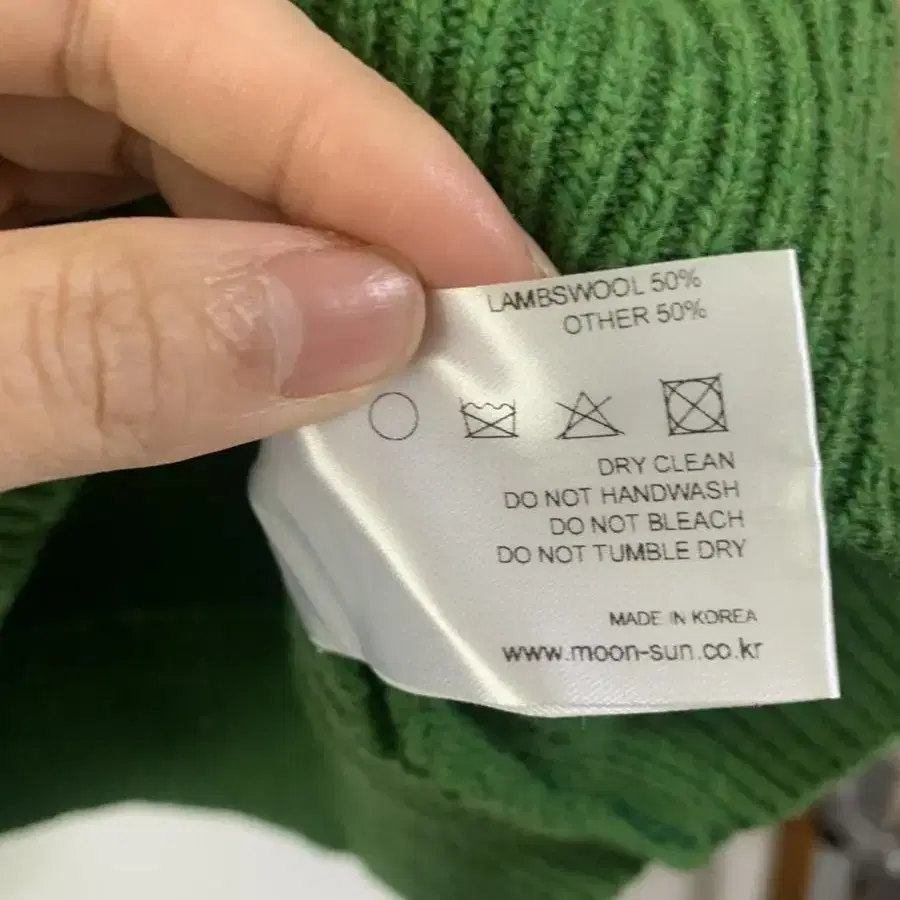 LAMBSWOOL 50%
OTHER 50%
DRY CLEAN
DO NOT HANDWASH
DO NOT BLEACH
DO NOT TUMBLE DRY
MADE IN KOREA
www.moon-sun.co.kr